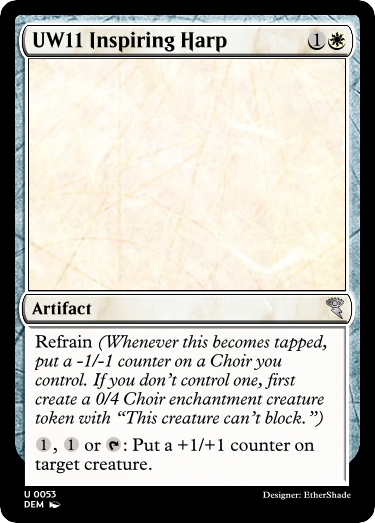 UW11 Inspiring Harp 1
Artifact
Refrain (Whenever this becomes tapped,
put a -1/-1 counter on a Choir you
control. If you don't control one, first
create a 0/4 Choir enchantment creature
token with “This creature can't block.”)
1, 1 or : Put a +1/+1 counter on
target creature.
U 0053
DEM
Designer: EtherShade